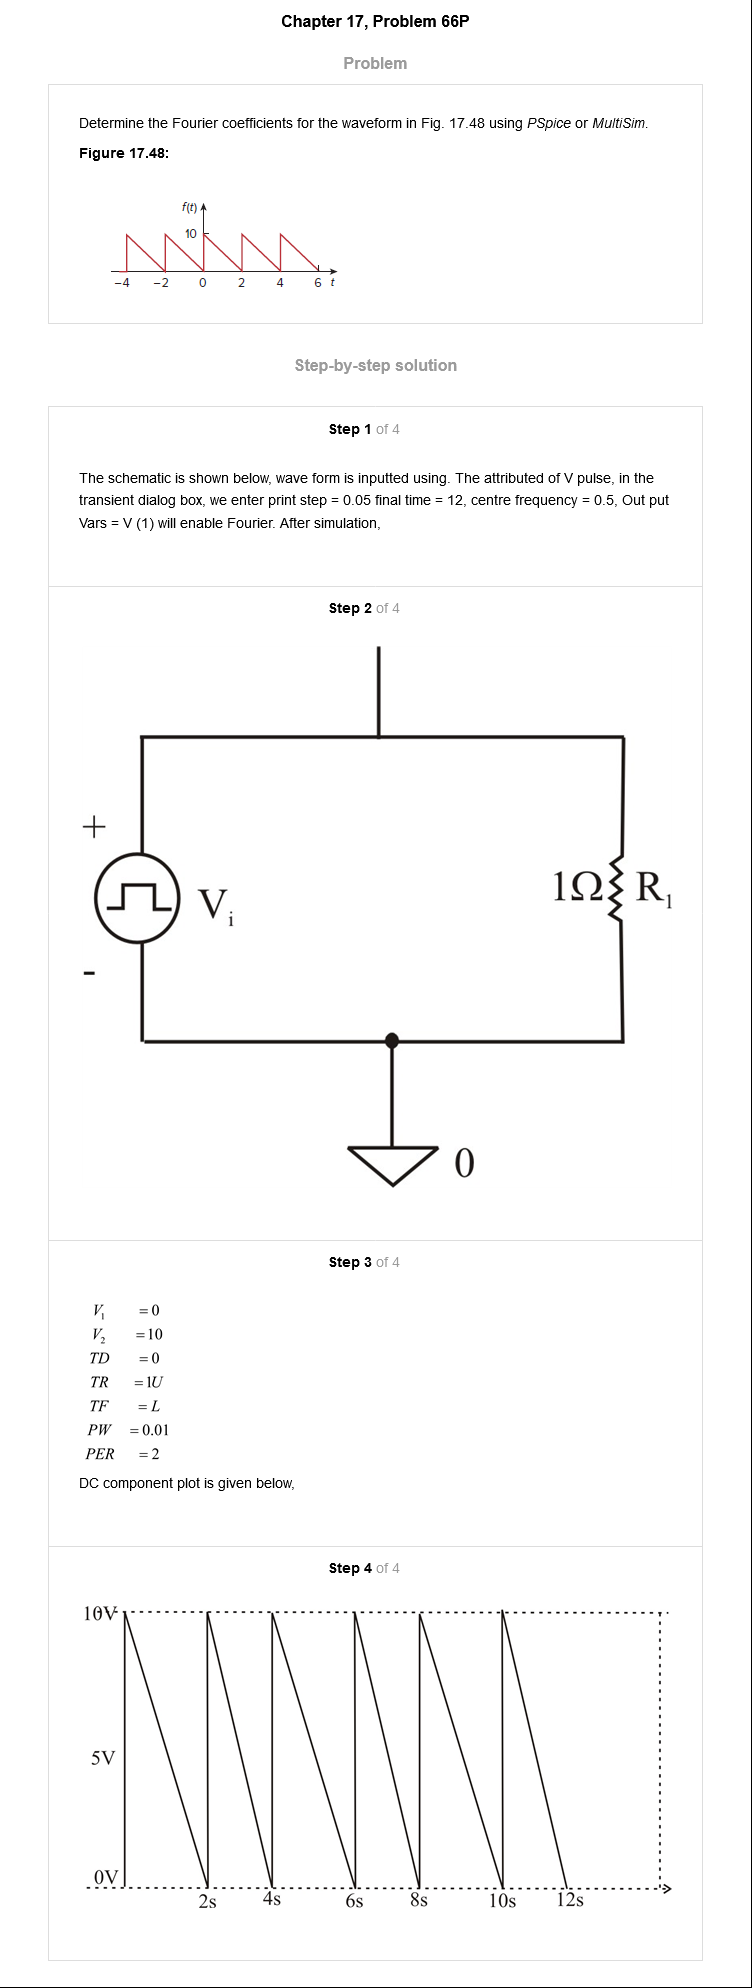 Chapter 17, Problem 66P
Problem
Determine the Fourier coefficients for the waveform in Fig. 17.48 using PSpice or MultiSim.
Figure 17.48:
f(t)
10
−4 −2 0 2 4 6 t
Step-by-step solution
Step 1 of 4
The schematic is shown below, wave form is inputted using. The attributed of V pulse, in the
transient dialog box, we enter print step = 0.05 final time = 12, centre frequency = 0.5, Out put
Vars = V (1) will enable Fourier. After simulation,
Step 2 of 4
+
Vi
1Ω R1
-
0
Step 3 of 4
V1 = 0
V2 = 10
TD = 0
TR = 1U
TF = L
PW = 0.01
PER = 2
DC component plot is given below,
Step 4 of 4
10V
5V
0V
2s 4s 6s 8s 10s 12s